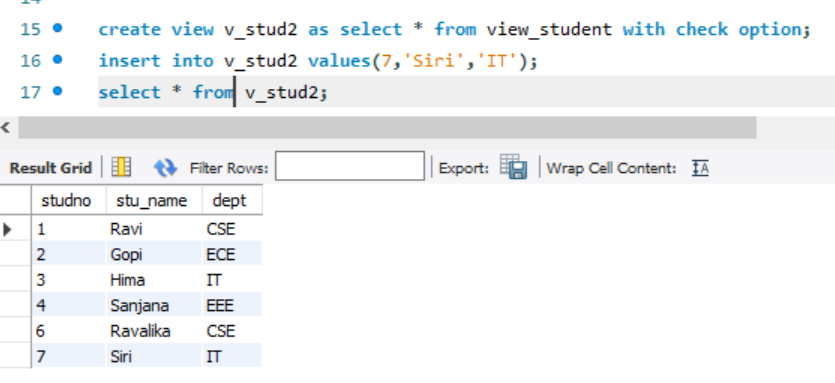 14
15 create view v_stud2 as select * from view_student with check option;
16 insert into v_stud2 values(7,'Siri','IT');
17 select * from v_stud2;
Result Grid Filter Rows: Export: Wrap Cell Content: IA
studno stu_name dept
1 Ravi CSE
2 Gopi ECE
3 Hima IT
4 Sanjana EEE
6 Ravalika CSE
7 Siri IT